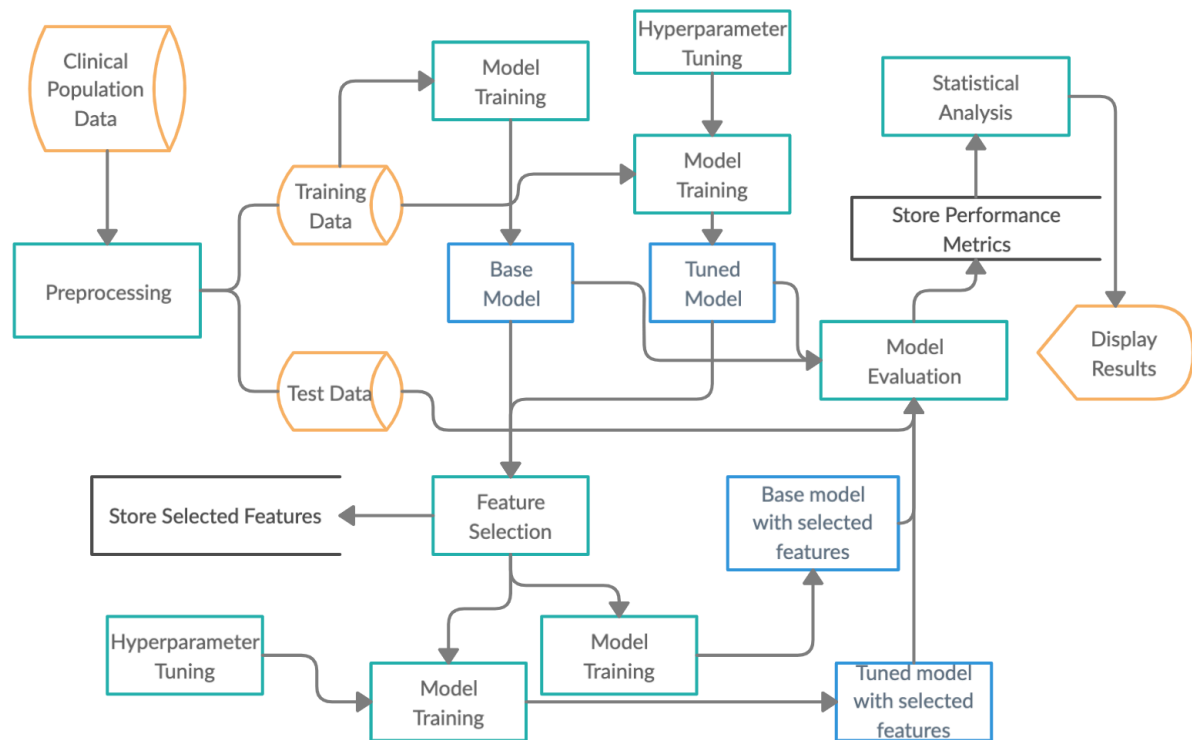 Clinical
Population
Data
Model
Training
Hyperparameter
Tuning
Statistical
Analysis
Training
Data
Model
Training
Store Performance
Metrics
Preprocessing
Base
Model
Tuned
Model
Model
Evaluation
Display
Results
Test Data
Store Selected Features
Feature
Selection
Base model
with selected
features
Hyperparameter
Tuning
Model
Training
Model
Training
Tuned model
with selected
features